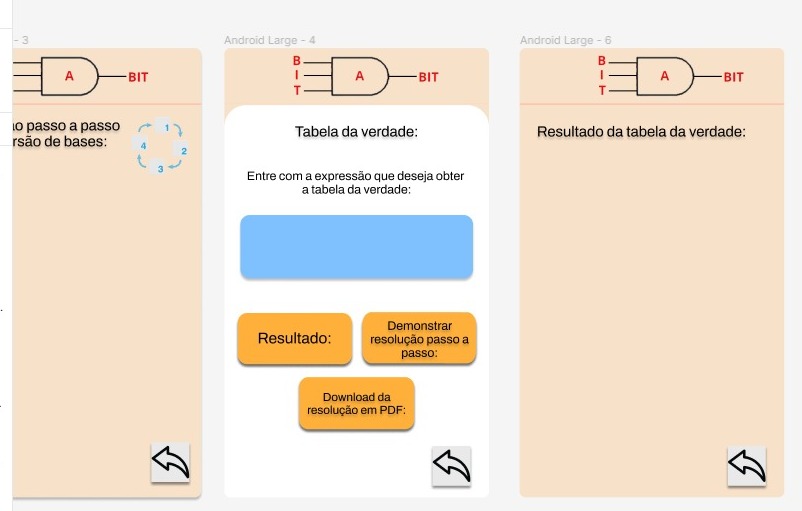 - 3
A
BIT
ao passo a passo
rsão de bases:
1
2
3
4
Android Large - 4
B
I
T
A
BIT
Tabela da verdade:
Entre com a expressão que deseja obter
a tabela da verdade:
Resultado:
Demonstrar
resolução passo a
passo:
Download da
resolução em PDF:
Android Large - 6
B
I
T
A
BIT
Resultado da tabela da verdade: